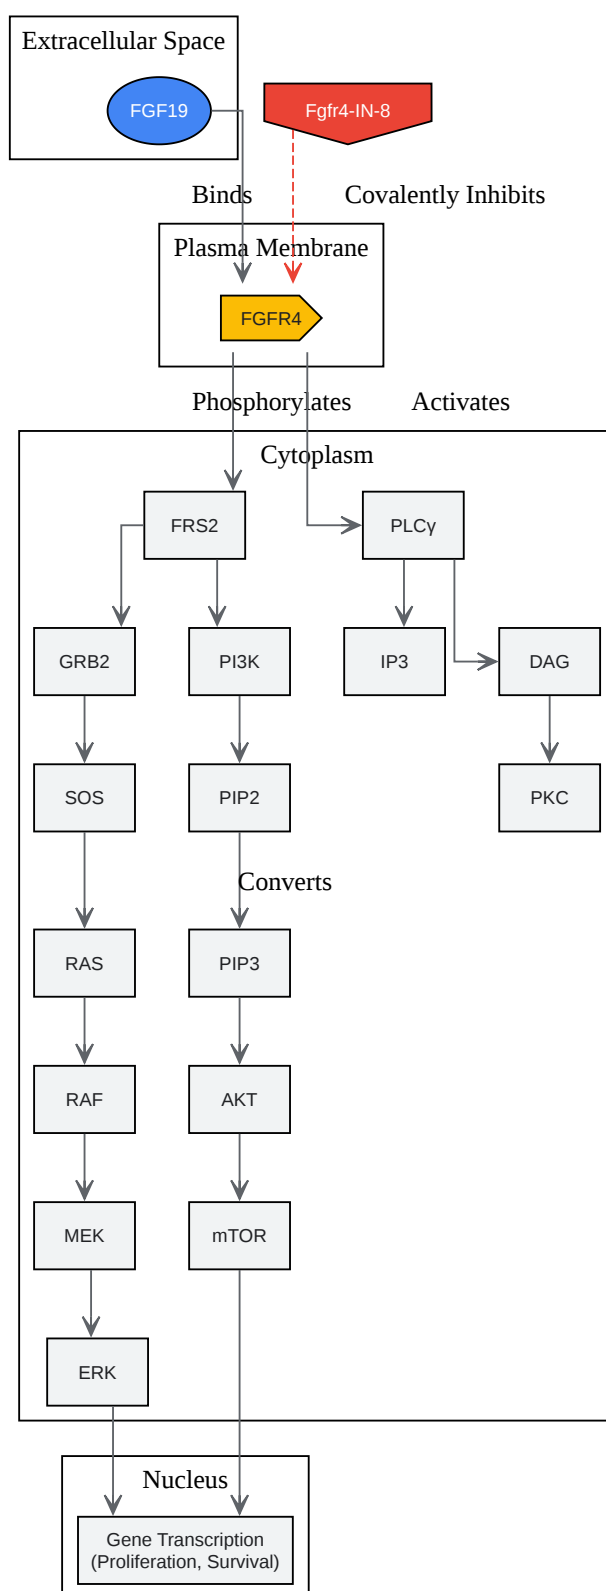 Extracellular Space
FGF19
Fgfr4-IN-8
Binds
Covalently Inhibits
Plasma Membrane
FGFR4
Phosphorylates
Activates
Cytoplasm
FRS2
PLCγ
GRB2
PI3K
IP3
DAG
SOS
PIP2
PKC
Converts
RAS
PIP3
RAF
AKT
MEK
mTOR
ERK
Nucleus
Gene Transcription
(Proliferation, Survival)